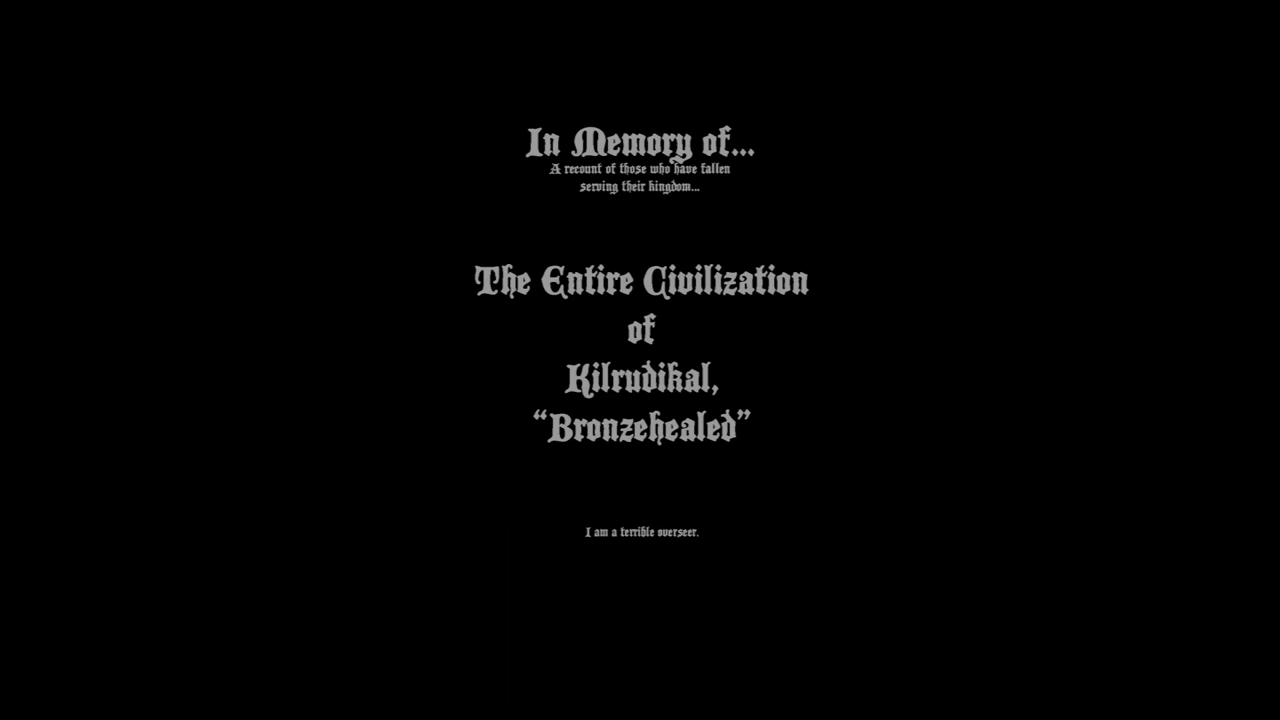 In Memory of...
A recount of those who have fallen
serving their kingdom...
The Entire Civilization
of
Kilrudikal,
“Bronzehealed”
I am a terrible overseer.